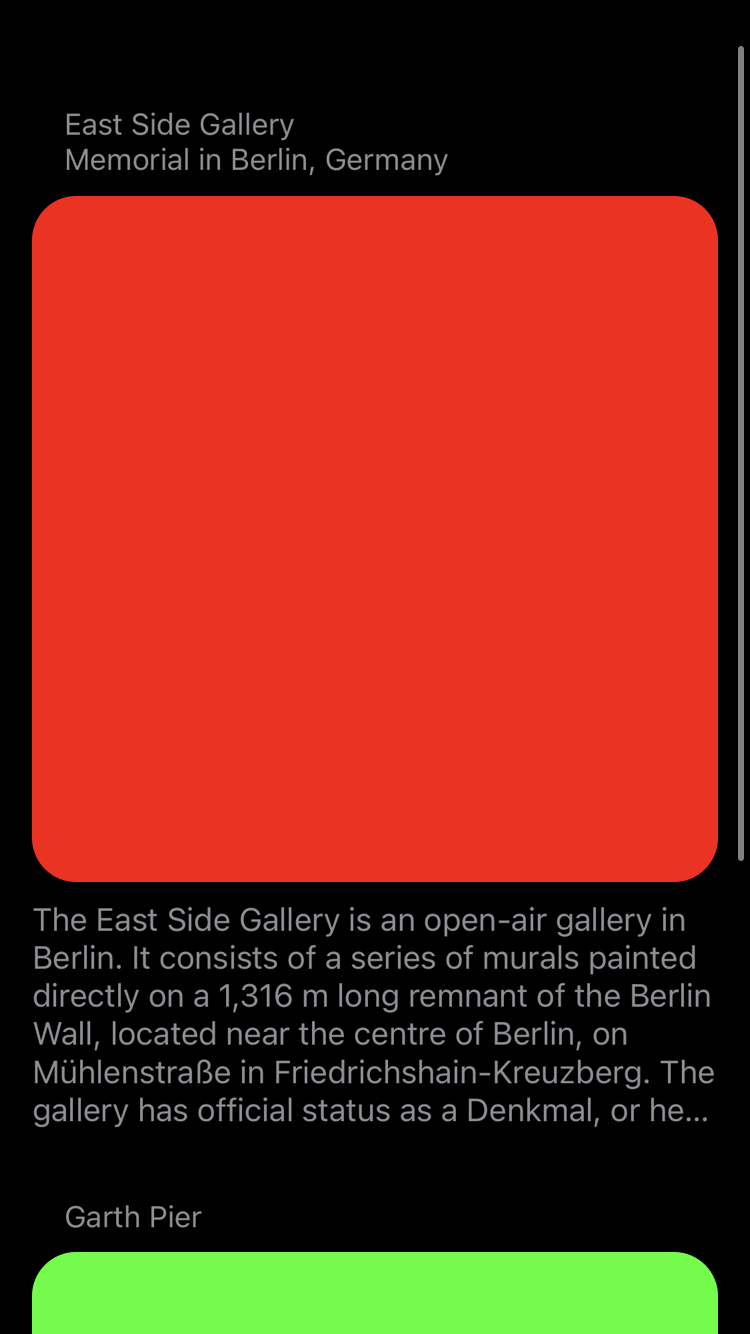 East Side Gallery
Memorial in Berlin, Germany
The East Side Gallery is an open-air gallery in
Berlin. It consists of a series of murals painted
directly on a 1,316 m long remnant of the Berlin
Wall, located near the centre of Berlin, on
Mühlenstraße in Friedrichshain-Kreuzberg. The
gallery has official status as a Denkmal, or he...
Garth Pier